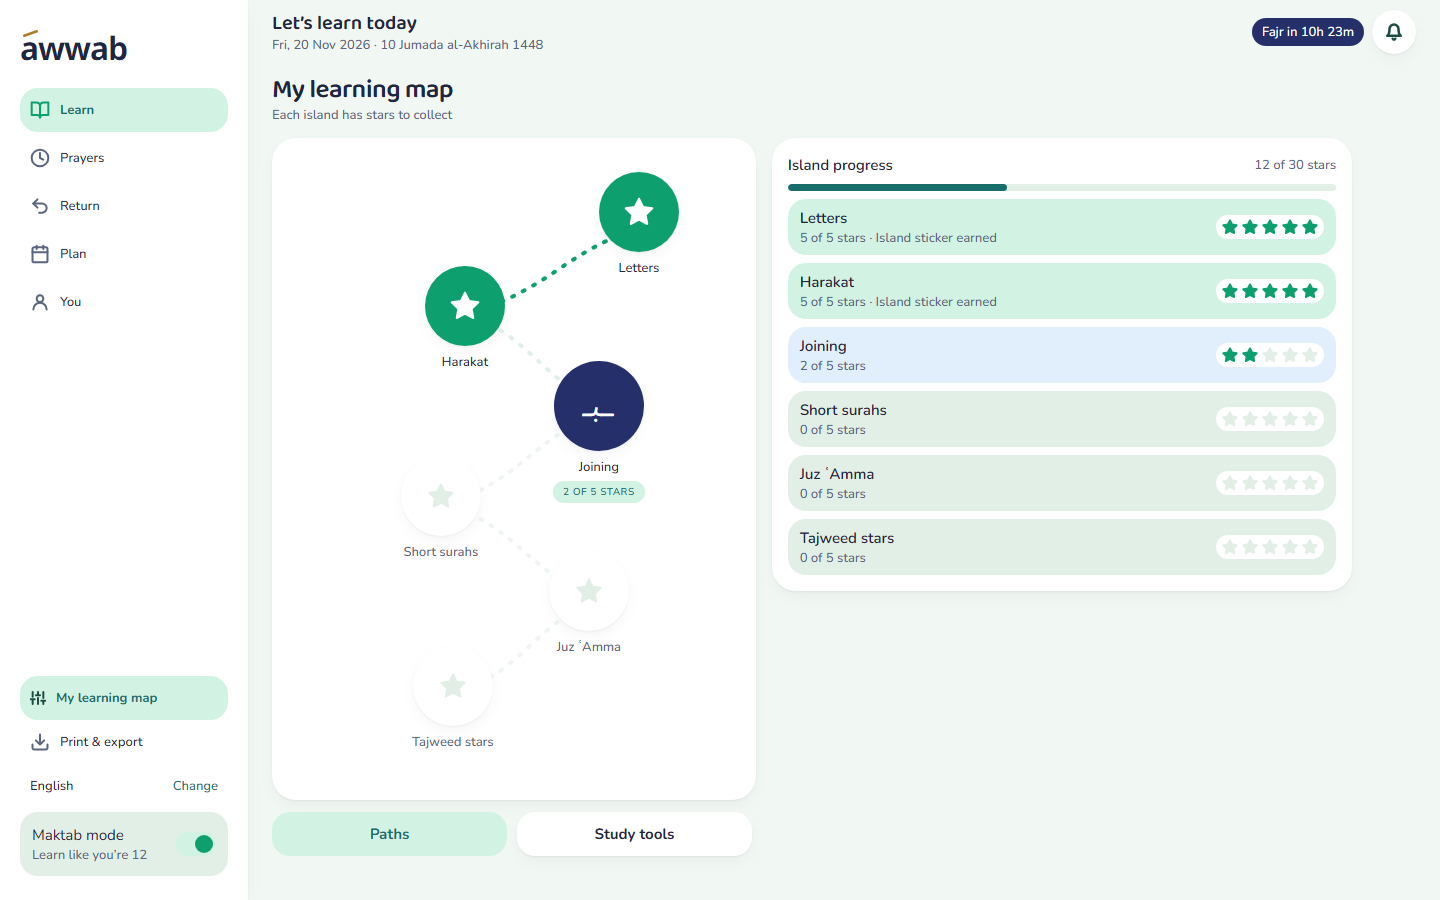 awwab
Learn
Prayers
Return
Plan
You
My learning map
Print & export
English
Change
Maktab mode
Learn like you’re 12
Let’s learn today
Fri, 20 Nov 2026 · 10 Jumada al-Akhirah 1448
Fajr in 10h 23m
My learning map
Each island has stars to collect
Letters
Harakat
Joining
2 OF 5 STARS
Short surahs
Juz ʿAmma
Tajweed stars
Paths
Study tools
Island progress
12 of 30 stars
Letters
5 of 5 stars · Island sticker earned
Harakat
5 of 5 stars · Island sticker earned
Joining
2 of 5 stars
Short surahs
0 of 5 stars
Juz ʿAmma
0 of 5 stars
Tajweed stars
0 of 5 stars